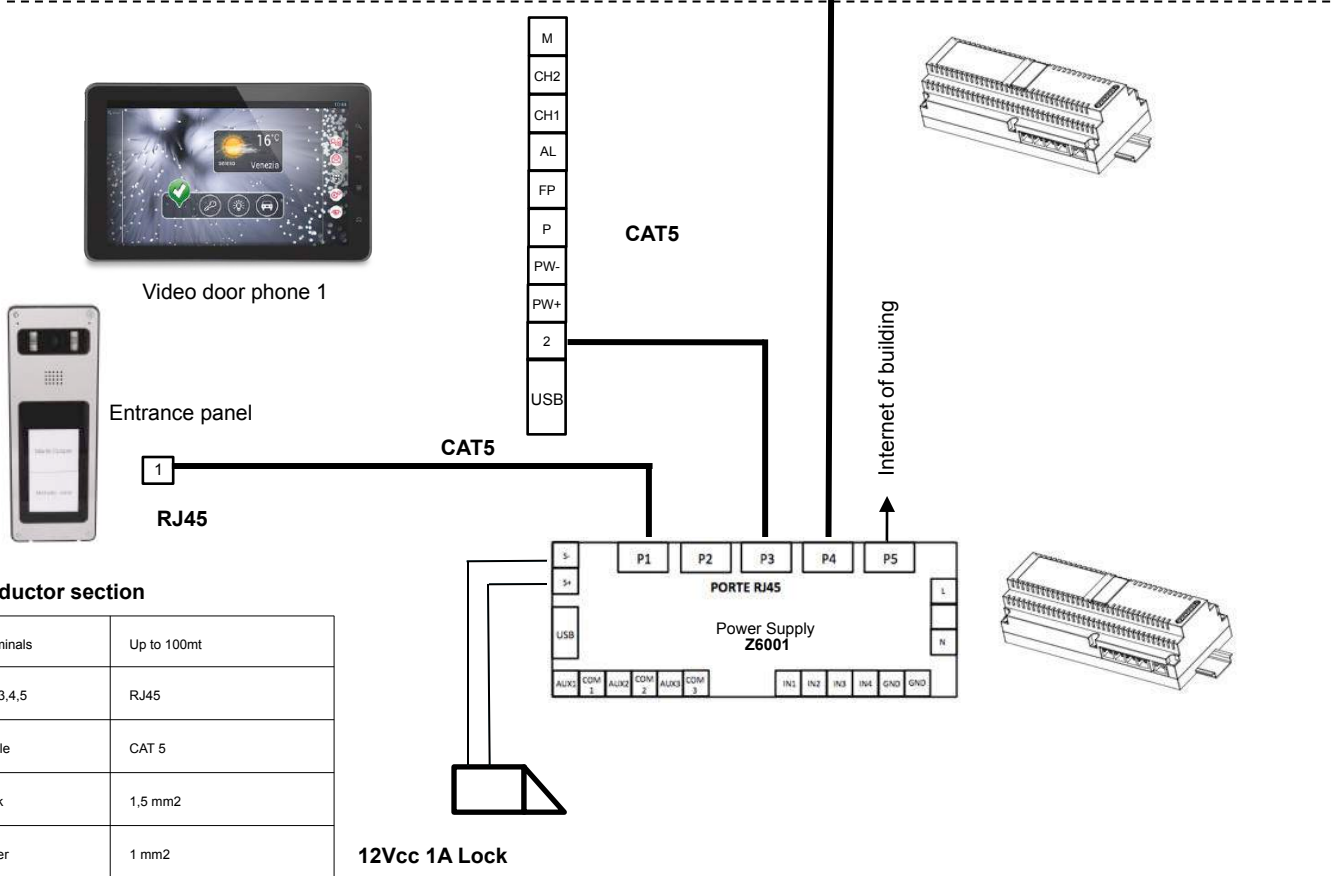 M
CH2
CH1
AL
FP
P
PW-
PW+
2
USB
CAT5
16°C
Venezia
Video door phone 1
Internet of building
Entrance panel
CAT5
1
RJ45
S-
S+
USB
P1 P2 P3 P4 P5
PORTE RJ45
Power Supply
Z6001
L
N
AUX1 COM 1 AUX2 COM 2 AUX3 COM 3 IN1 IN2 IN3 IN4 GND GND
ductor section
minals Up to 100mt
3,4,5 RJ45
le CAT 5
k 1,5 mm2
er 1 mm2
12Vcc 1A Lock